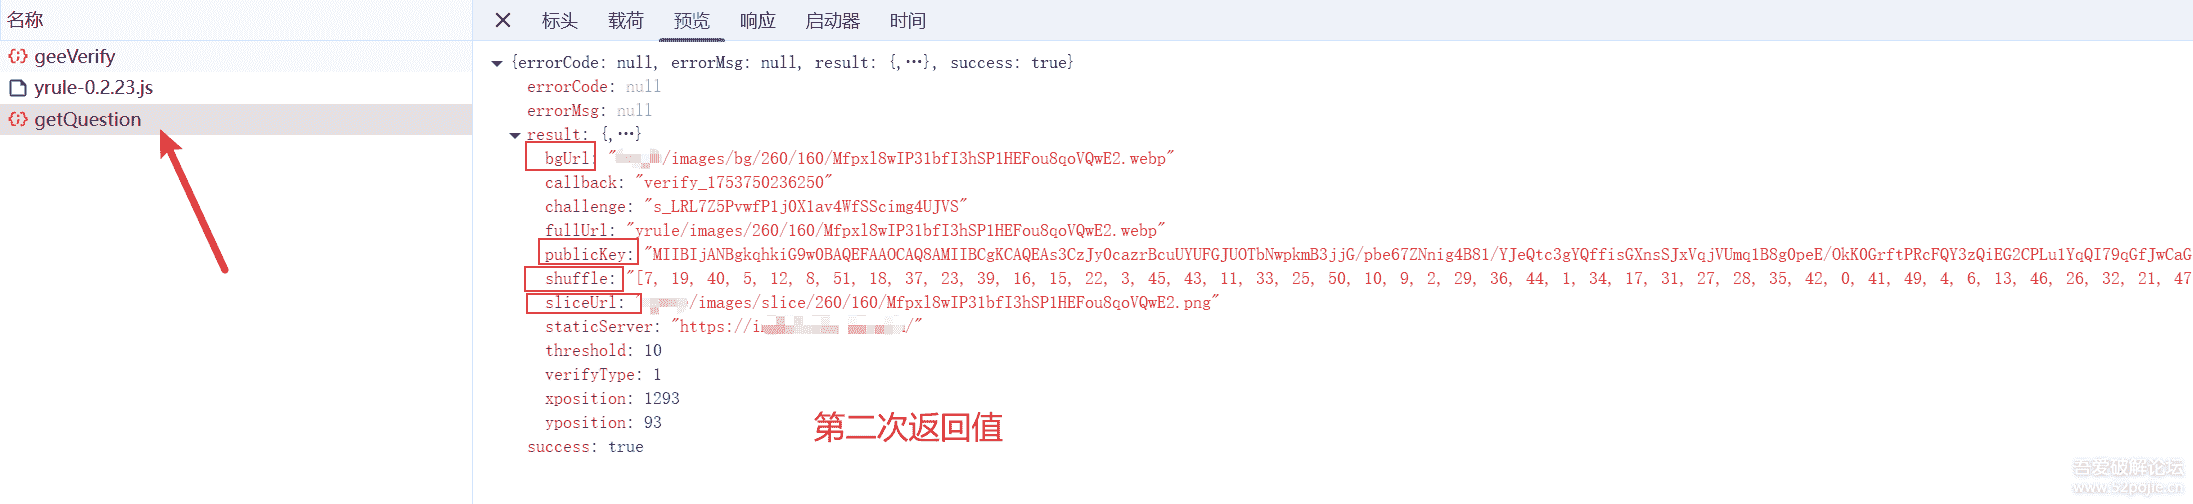 名称
标头 载荷 预览 响应 启动器 时间
geeVerify
yrule-0.2.23.js
getQuestion
{errorCode: null, errorMsg: null, result: {,…}, success: true}
errorCode: null
errorMsg: null
result: {,…}
bgUrl: "/images/bg/260/160/Mfpxl8wIP31bfI3hSP1HEFou8qoVQwE2.webp"
callback: "verify_1753750236250"
challenge: "s_LRL7Z5PvwfP1j0X1av4WfSScimg4UJVS"
fullUrl: "yrule/images/260/160/Mfpxl8wIP31bfI3hSP1HEFou8qoVQwE2.webp"
publicKey: "MIIBIjANBgkqhkiG9w0BAQEFAAOCAQ8AMIIBCgKCAQEAs3CzJy0cazrBcuUYUFGJUOTbNwpkmB3jjG/pbe67ZNnig4B81/YJeQtc3gYQffisGXnsSJxVqjVUmq1B8g0peE/OkKOGrftPRcFQY3zQiEG2CPLu1YqQI79qGfJwCaG
shuffle: "[7, 19, 40, 5, 12, 8, 51, 18, 37, 23, 39, 16, 15, 22, 3, 45, 43, 11, 33, 25, 50, 10, 9, 2, 29, 36, 44, 1, 34, 17, 31, 27, 28, 35, 42, 0, 41, 49, 4, 6, 13, 46, 26, 32, 21, 47
sliceUrl: "/images/slice/260/160/Mfpxl8wIP31bfI3hSP1HEFou8qoVQwE2.png"
staticServer: "https://i/"
threshold: 10
verifyType: 1
xposition: 1293
yposition: 93
第二次返回值
success: true
吾爱破解论坛
www.52pojie.cn